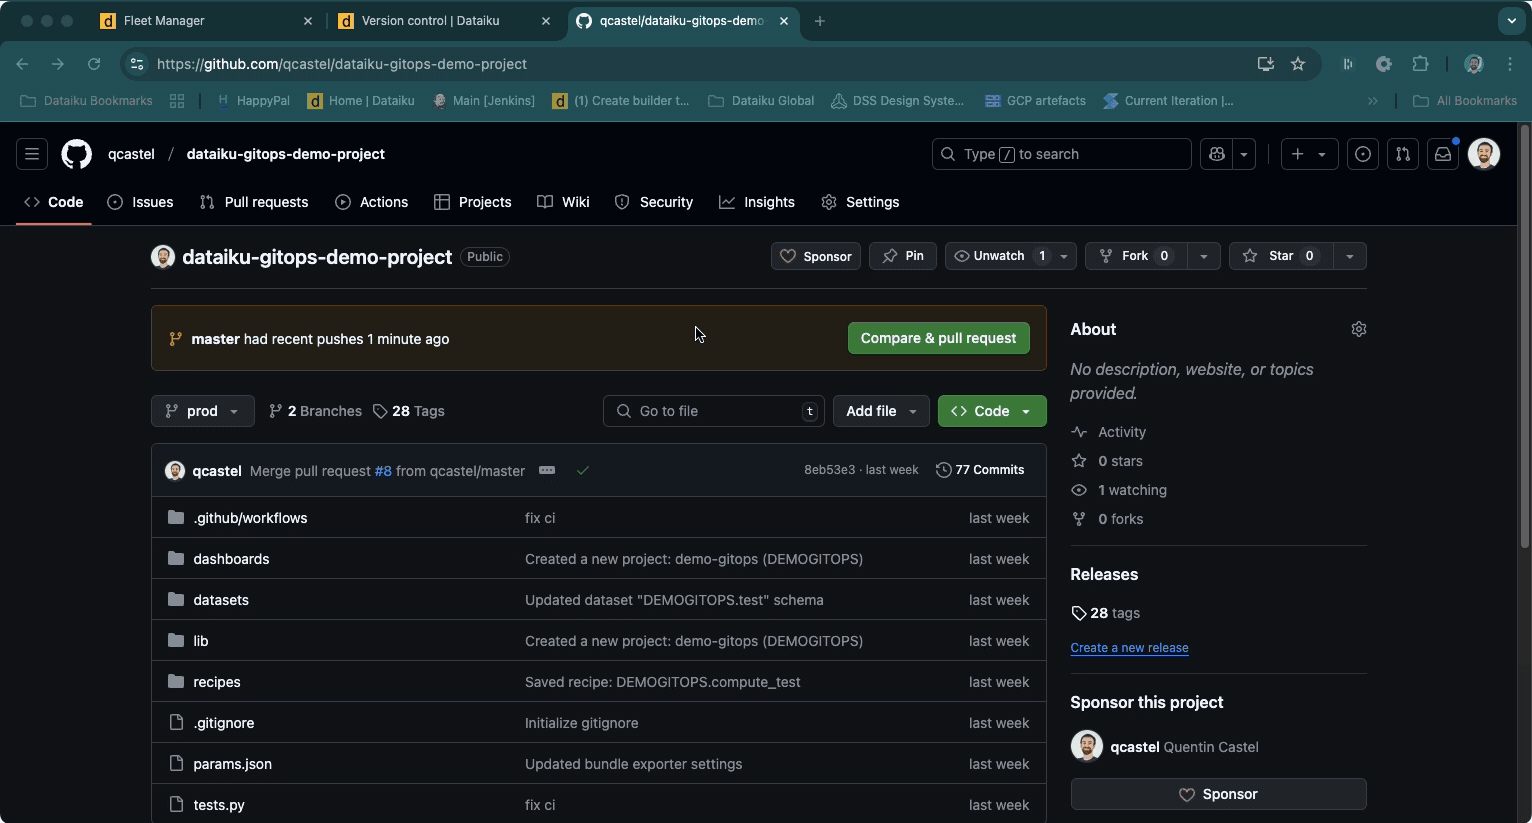 Fleet Manager
Version control | Dataiku
qcastel/dataiku-gitops-demo
https://github.com/qcastel/dataiku-gitops-demo-project
Dataiku Bookmarks
HappyPal
Home | Dataiku
Main [Jenkins]
(1) Create builder t...
Dataiku Global
DSS Design Syste...
GCP artefacts
Current Iteration |...
All Bookmarks
qcastel / dataiku-gitops-demo-project
Type / to search
Code
Issues
Pull requests
Actions
Projects
Wiki
Security
Insights
Settings
dataiku-gitops-demo-project Public
Sponsor
Pin
Unwatch 1
Fork 0
Star 0
master had recent pushes 1 minute ago
Compare & pull request
prod
2 Branches
28 Tags
Go to file t
Add file
Code
qcastel Merge pull request #8 from qcastel/master
8eb53e3 · last week
77 Commits
.github/workflows fix ci last week
dashboards Created a new project: demo-gitops (DEMOGITOPS) last week
datasets Updated dataset "DEMOGITOPS.test" schema last week
lib Created a new project: demo-gitops (DEMOGITOPS) last week
recipes Saved recipe: DEMOGITOPS.compute_test last week
.gitignore Initialize gitignore last week
params.json Updated bundle exporter settings last week
tests.py fix ci last week
About
No description, website, or topics
provided.
Activity
0 stars
1 watching
0 forks
Releases
28 tags
Create a new release
Sponsor this project
qcastel Quentin Castel
Sponsor